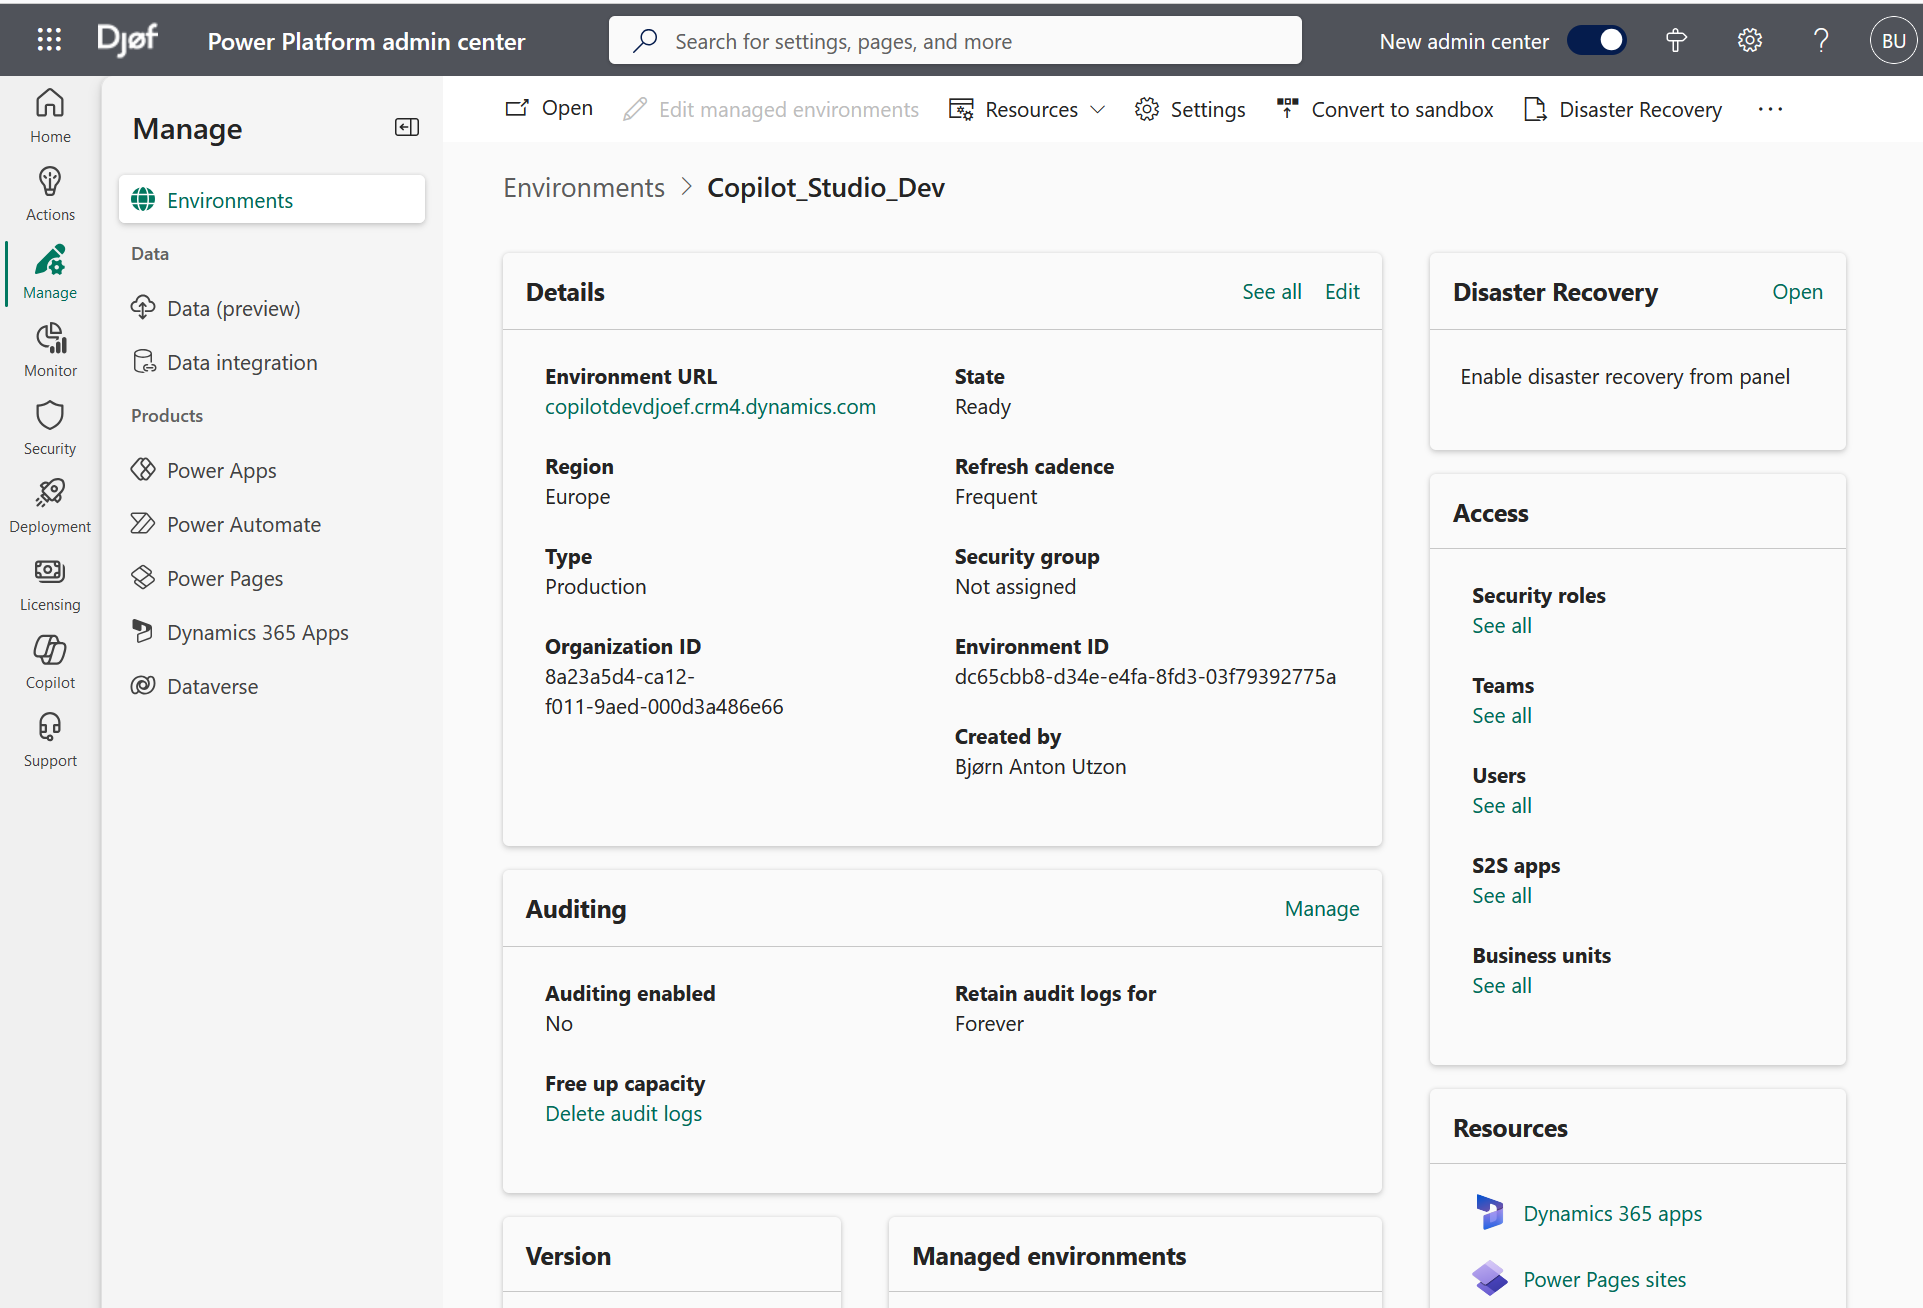 Djøf
Power Platform admin center
Search for settings, pages, and more
New admin center
BU
Home
Actions
Manage
Monitor
Security
Deployment
Licensing
Copilot
Support
Manage
Environments
Data
Data (preview)
Data integration
Products
Power Apps
Power Automate
Power Pages
Dynamics 365 Apps
Dataverse
Open
Edit managed environments
Resources
Settings
Convert to sandbox
Disaster Recovery
Environments > Copilot_Studio_Dev
Details
See all
Edit
Environment URL
copilotdevdjoef.crm4.dynamics.com
State
Ready
Region
Europe
Refresh cadence
Frequent
Type
Production
Security group
Not assigned
Organization ID
8a23a5d4-ca12-
f011-9aed-000d3a486e66
Environment ID
dc65cbb8-d34e-e4fa-8fd3-03f79392775a
Created by
Bjørn Anton Utzon
Auditing
Manage
Auditing enabled
No
Retain audit logs for
Forever
Free up capacity
Delete audit logs
Version
Managed environments
Disaster Recovery
Open
Enable disaster recovery from panel
Access
Security roles
See all
Teams
See all
Users
See all
S2S apps
See all
Business units
See all
Resources
Dynamics 365 apps
Power Pages sites